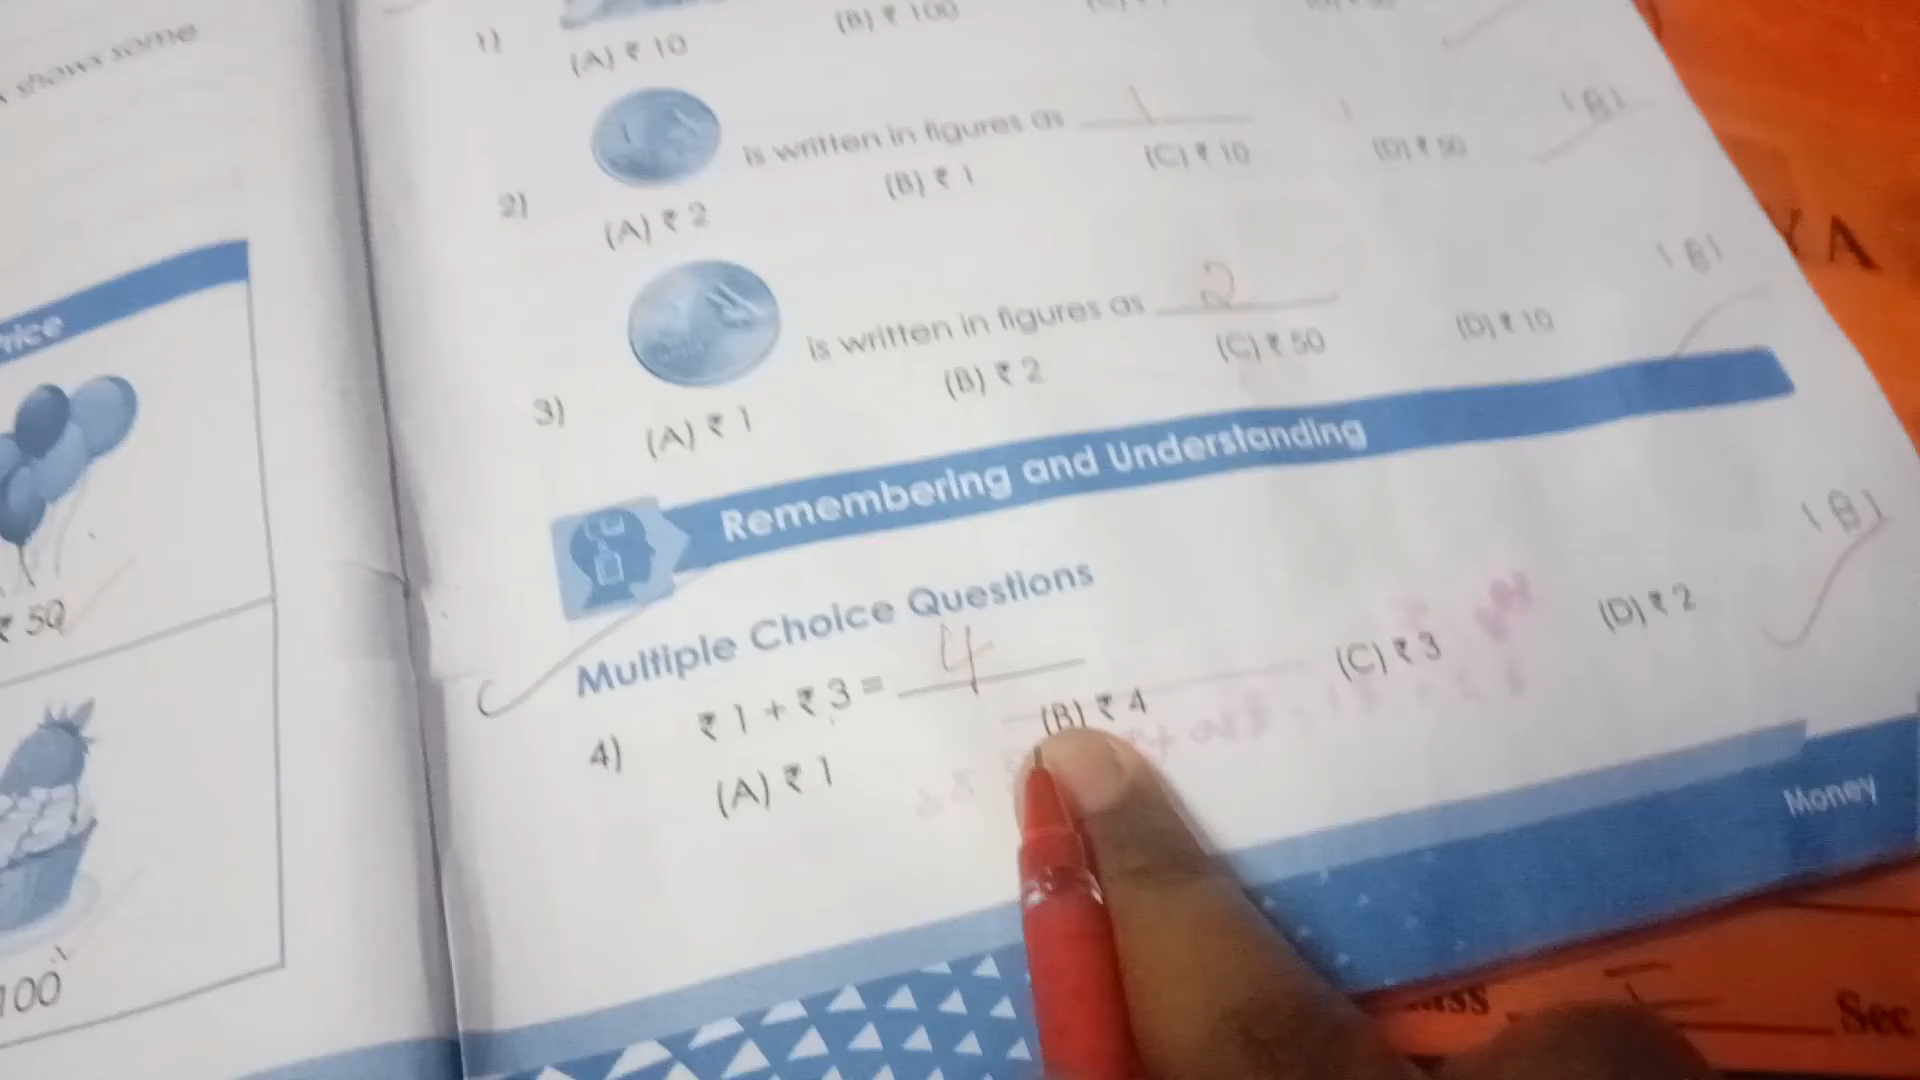 shows some
1)
(A) ₹ 10
(B) ₹ 100
is written in figures as 1
(B)
2)
(A) ₹ 2
(B) ₹ 1
(C) ₹ 10
(D) ₹ 50
is written in figures as 2
(B)
3)
(A) ₹ 1
(B) ₹ 2
(C) ₹ 50
(D) ₹ 10
Remembering and Understanding
Multiple Choice Questions
(B)
4)
₹ 1 + ₹ 3 = 4
(A) ₹ 1
(B) ₹ 4
(C) ₹ 3
(D) ₹ 2
Money
₹ 50
100
Sec